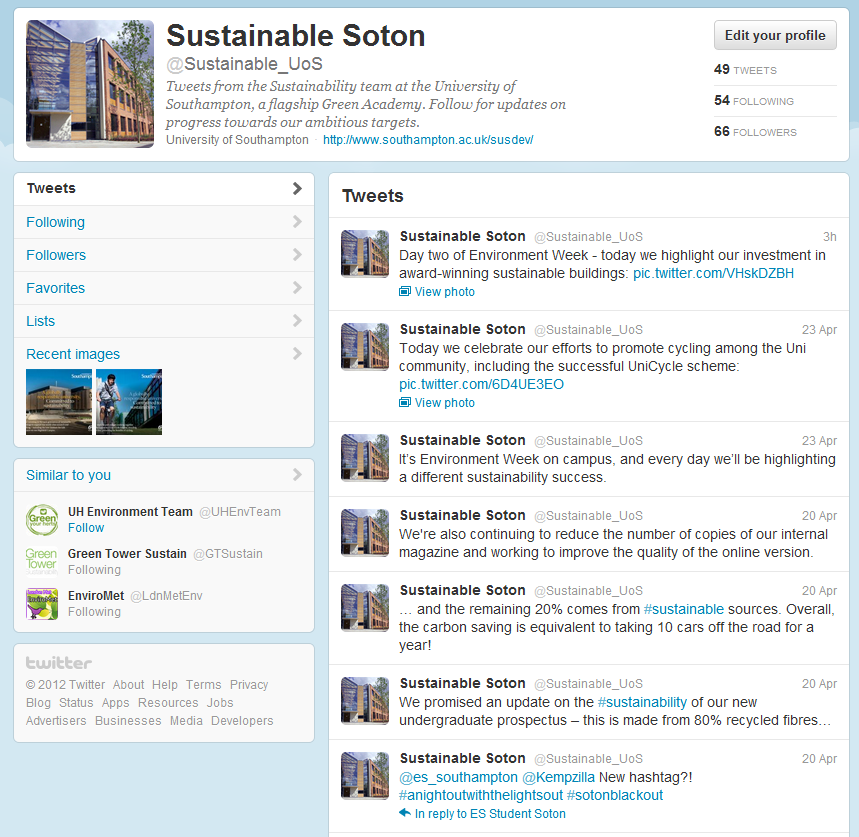 Sustainable Soton
@Sustainable_UoS
Tweets from the Sustainability team at the University of
Southampton, a flagship Green Academy. Follow for updates on
progress towards our ambitious targets.
University of Southampton · http://www.southampton.ac.uk/susdev/
Edit your profile
49 TWEETS
54 FOLLOWING
66 FOLLOWERS
Tweets
Following
Followers
Favorites
Lists
Recent images
Similar to you
UH Environment Team @UHEnvTeam
Follow
Green Tower Sustain @GTSustain
Following
EnviroMet @LdnMetEnv
Following
twitter
© 2012 Twitter About Help Terms Privacy
Blog Status Apps Resources Jobs
Advertisers Businesses Media Developers
Tweets
Sustainable Soton @Sustainable_UoS 3h
Day two of Environment Week - today we highlight our investment in
award-winning sustainable buildings: pic.twitter.com/VHskDZBH
View photo
Sustainable Soton @Sustainable_UoS 23 Apr
Today we celebrate our efforts to promote cycling among the Uni
community, including the successful UniCycle scheme:
pic.twitter.com/6D4UE3EO
View photo
Sustainable Soton @Sustainable_UoS 23 Apr
It's Environment Week on campus, and every day we'll be highlighting
a different sustainability success.
Sustainable Soton @Sustainable_UoS 20 Apr
We're also continuing to reduce the number of copies of our internal
magazine and working to improve the quality of the online version.
Sustainable Soton @Sustainable_UoS 20 Apr
… and the remaining 20% comes from #sustainable sources. Overall,
the carbon saving is equivalent to taking 10 cars off the road for a
year!
Sustainable Soton @Sustainable_UoS 20 Apr
We promised an update on the #sustainability of our new
undergraduate prospectus – this is made from 80% recycled fibres…
Sustainable Soton @Sustainable_UoS 20 Apr
@es_southampton @Kempzilla New hashtag?!
#anightoutwiththelightsout #sotonblackout
In reply to ES Student Soton